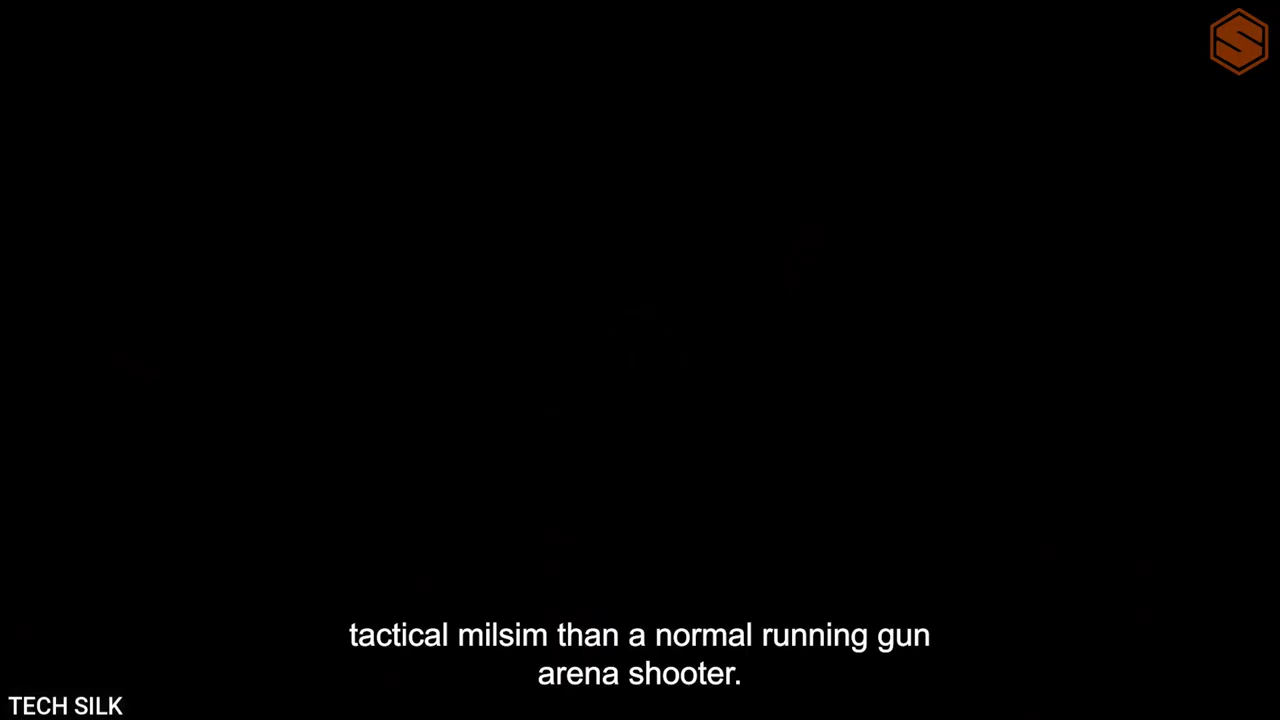 tactical milsim than a normal running gun
arena shooter.
TECH SILK